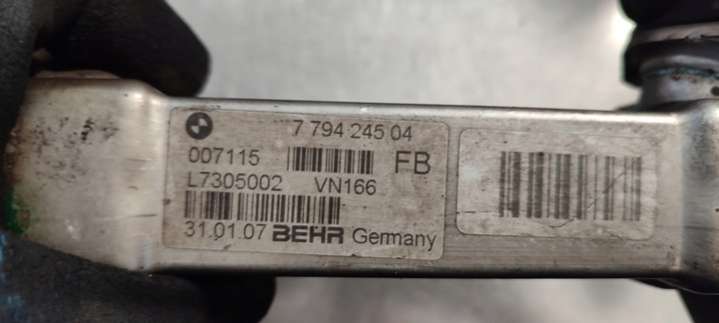 7 794 245 04
007115 FB
L7305002 VN166
31.01.07 BEHR Germany